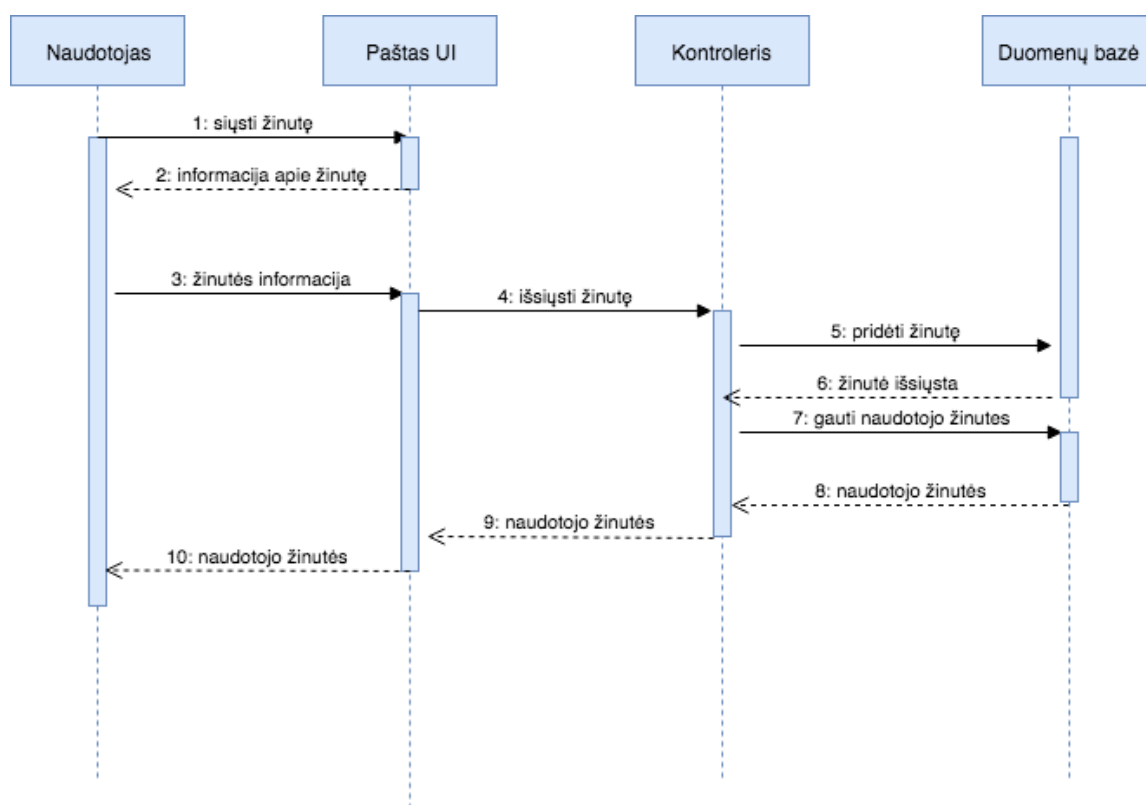 Naudotojas
Paštas UI
Kontroleris
Duomenų bazė
1: siųsti žinutę
2: informacija apie žinutę
3: žinutės informacija
4: išsiųsti žinutę
5: pridėti žinutę
6: žinutė išsiųsta
7: gauti naudotojo žinutes
8: naudotojo žinutės
9: naudotojo žinutės
10: naudotojo žinutės